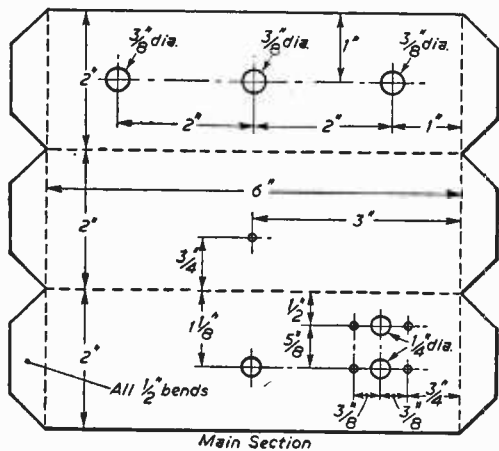 3/8" dia. 3/8" dia. 1" 3/8" dia.
2"
2" 2" 1"
6"
2" 3"
3/4"
1 1/8" 1/2"
2" 5/8" 1/4" dia.
All 1/2" bends 3/8" 3/8" 3/4"
Main Section